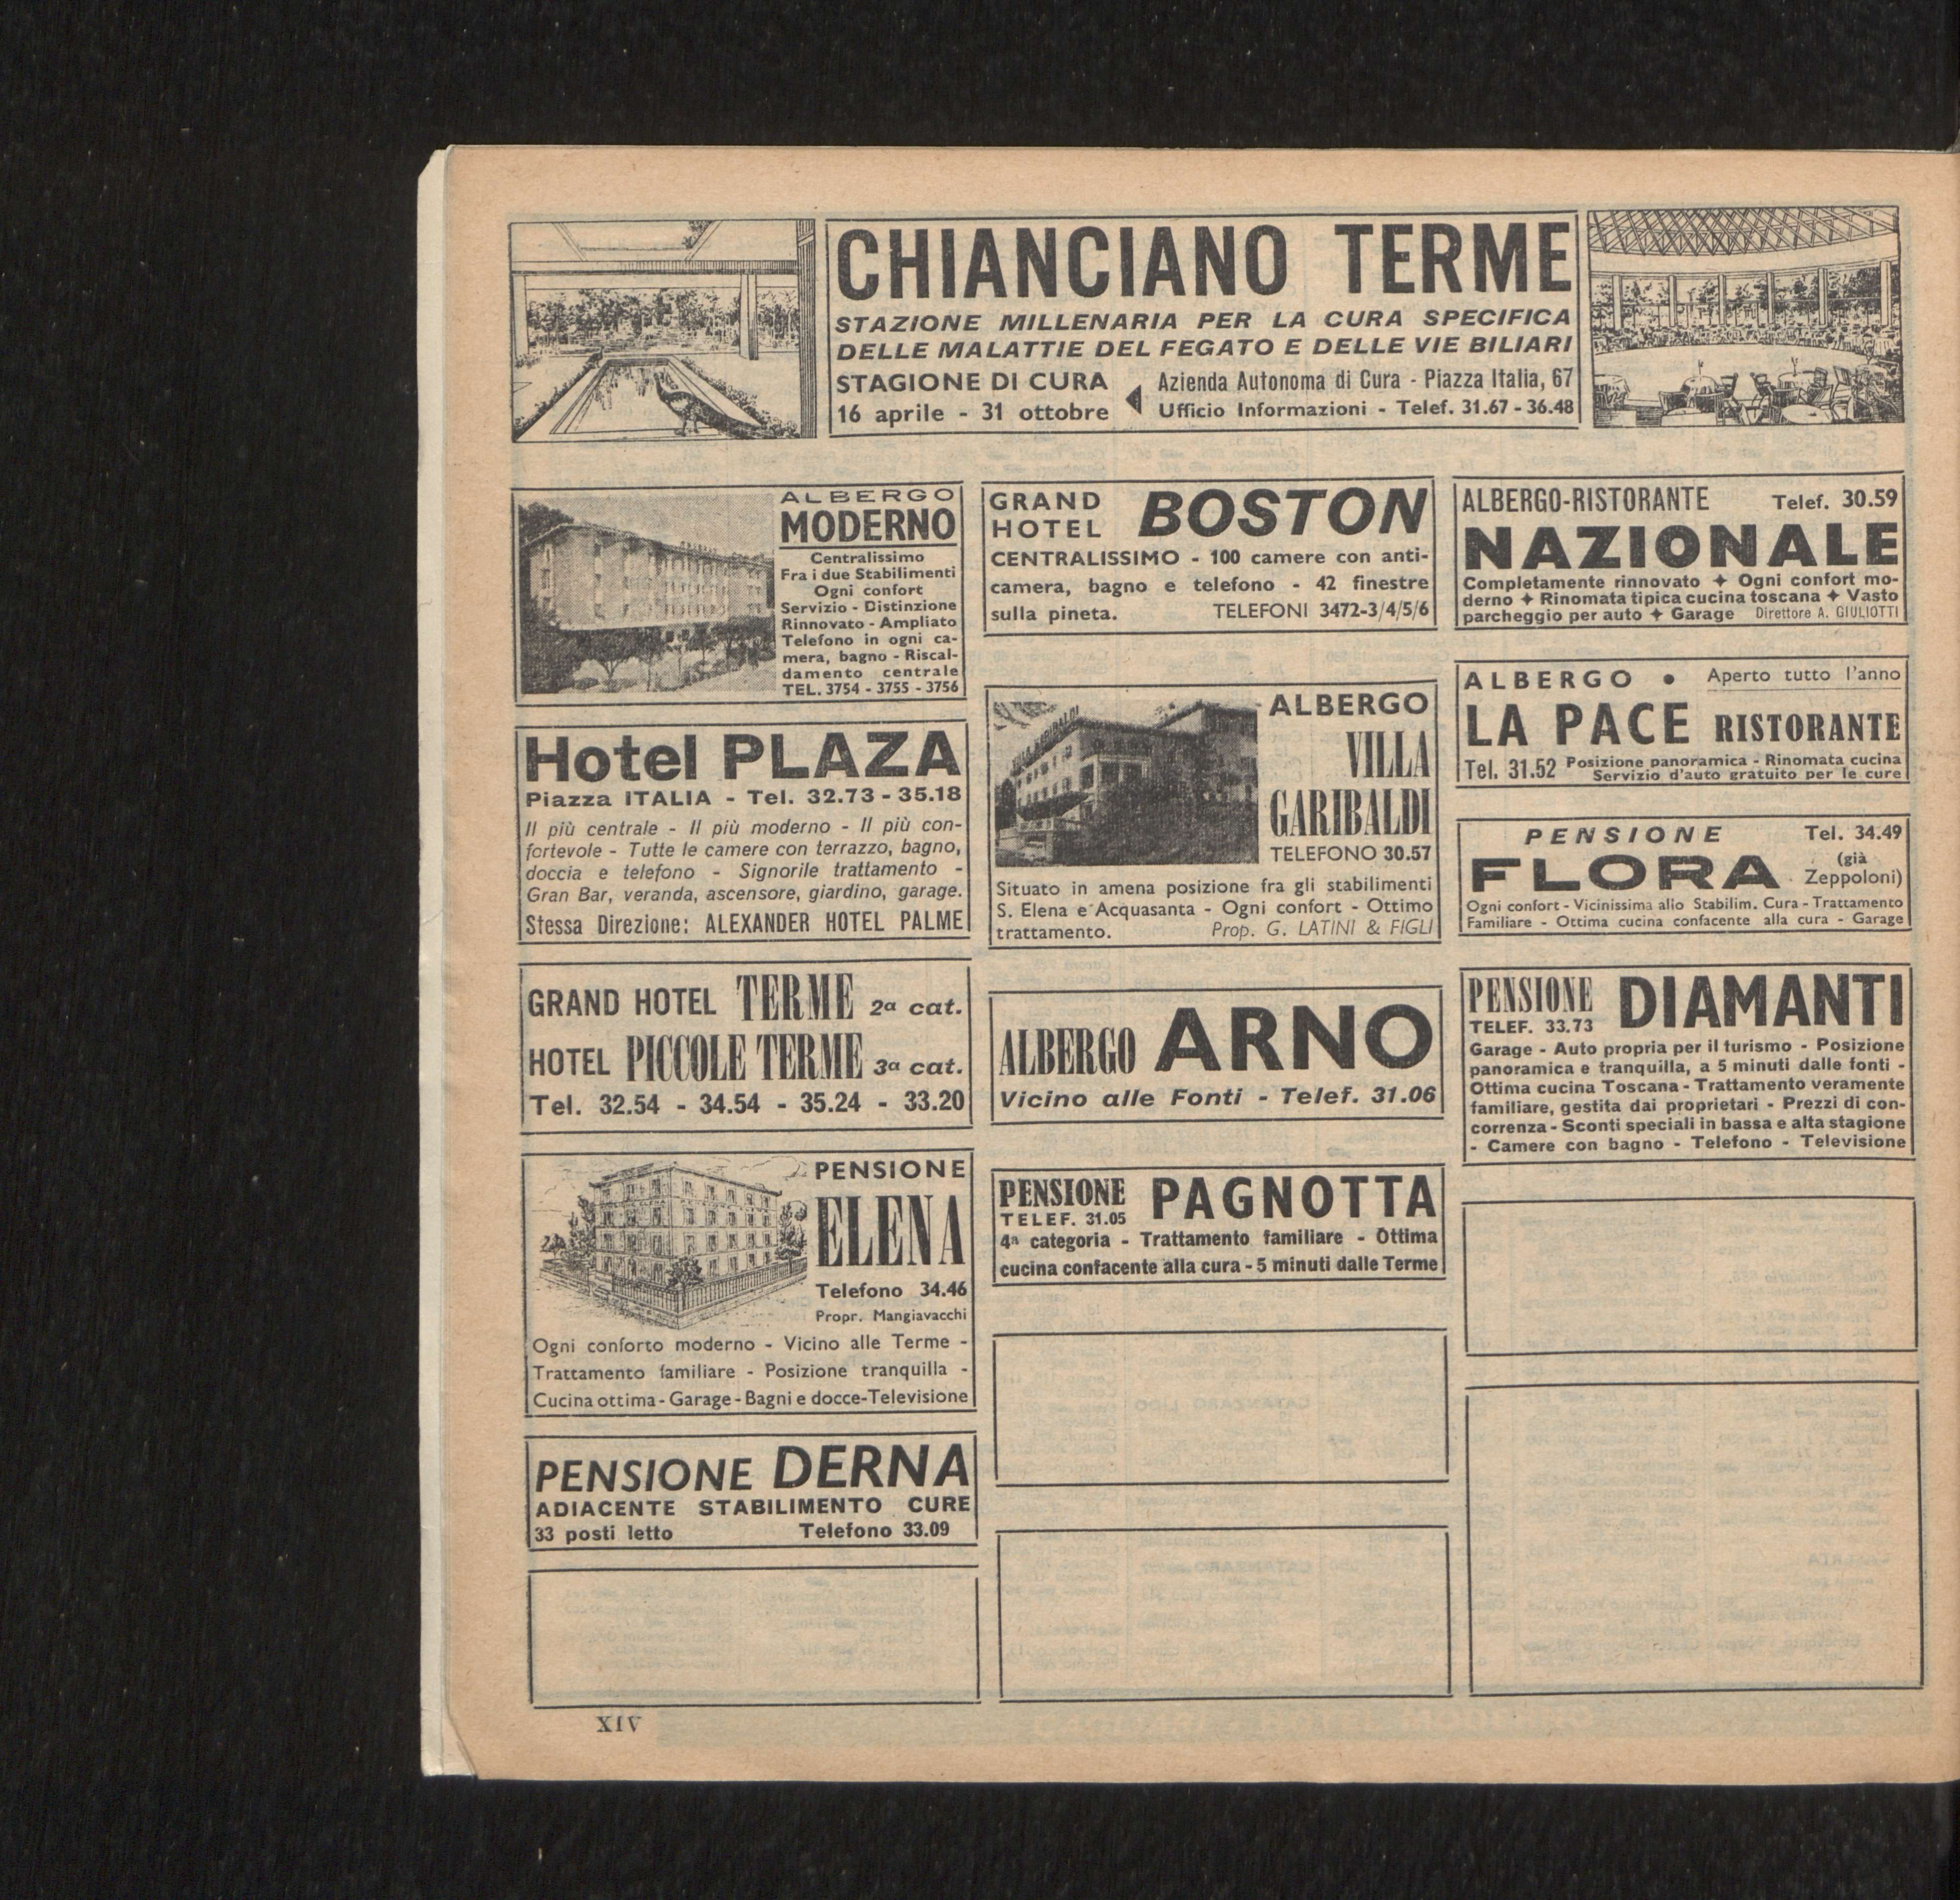 CHIANCIANO TERME
STAZIONE MILLENARIA PER LA CURA SPECIFICA
DELLE MALATTIE DEL FEGATO E DELLE VIE BILIARI
STAGIONE DI CURA
16 aprile - 31 ottobre
Azienda Autonoma di Cura - Piazza Italia, 67
Ufficio Informazioni - Telef. 31.67 - 36.48
ALBERGO
MODERNO
Centralissimo
Fra i due Stabilimenti
Ogni confort
Servizio - Distinzione
Rinnovato - Ampliato
Telefono in ogni ca-
mera, bagno - Riscal-
damento centrale
TEL. 3754 - 3755 - 3756
Hotel PLAZA
Piazza ITALIA - Tel. 32.73 - 35.18
Il più centrale - Il più moderno - Il più con-
fortevole - Tutte le camere con terrazzo, bagno,
doccia e telefono - Signorile trattamento -
Gran Bar, veranda, ascensore, giardino, garage.
Stessa Direzione: ALEXANDER HOTEL PALME
GRAND HOTEL TERME 2a cat.
HOTEL PICCOLE TERME 3a cat.
Tel. 32.54 - 34.54 - 35.24 - 33.20
PENSIONE
ELENA
Telefono 34.46
Propr. Mangiavacchi
Ogni conforto moderno - Vicino alle Terme -
Trattamento familiare - Posizione tranquilla -
Cucina ottima - Garage - Bagni e docce-Televisione
PENSIONE DERNA
ADIACENTE STABILIMENTO CURE
33 posti letto Telefono 33.09
GRAND
HOTEL BOSTON
CENTRALISSIMO - 100 camere con anti-
camera, bagno e telefono - 42 finestre
sulla pineta. TELEFONI 3472-3/4/5/6
ALBERGO
VILLA
GARIBALDI
TELEFONO 30.57
Situato in amena posizione fra gli stabilimenti
S. Elena e Acquasanta - Ogni confort - Ottimo
trattamento. Prop. G. LATINI & FIGLI
ALBERGO ARNO
Vicino alle Fonti - Telef. 31.06
PENSIONE PAGNOTTA
TELEF. 31.05
4a categoria - Trattamento familiare - Ottima
cucina confacente alla cura - 5 minuti dalle Terme
ALBERGO-RISTORANTE Telef. 30.59
NAZIONALE
Completamente rinnovato ✦ Ogni confort mo-
derno ✦ Rinomata tipica cucina toscana ✦ Vasto
parcheggio per auto ✦ Garage Direttore A. GIULIOTTI
ALBERGO • Aperto tutto l'anno
LA PACE RISTORANTE
Tel. 31.52 Posizione panoramica - Rinomata cucina
Servizio d'auto gratuito per le cure
PENSIONE Tel. 34.49
FLORA (già
Zeppoloni)
Ogni confort - Vicinissima allo Stabilim. Cura - Trattamento
Familiare - Ottima cucina confacente alla cura - Garage
PENSIONE DIAMANTI
TELEF. 33.73
Garage - Auto propria per il turismo - Posizione
panoramica e tranquilla, a 5 minuti dalle fonti -
Ottima cucina Toscana - Trattamento veramente
familiare, gestita dai proprietari - Prezzi di con-
correnza - Sconti speciali in bassa e alta stagione
- Camere con bagno - Telefono - Televisione
XIV